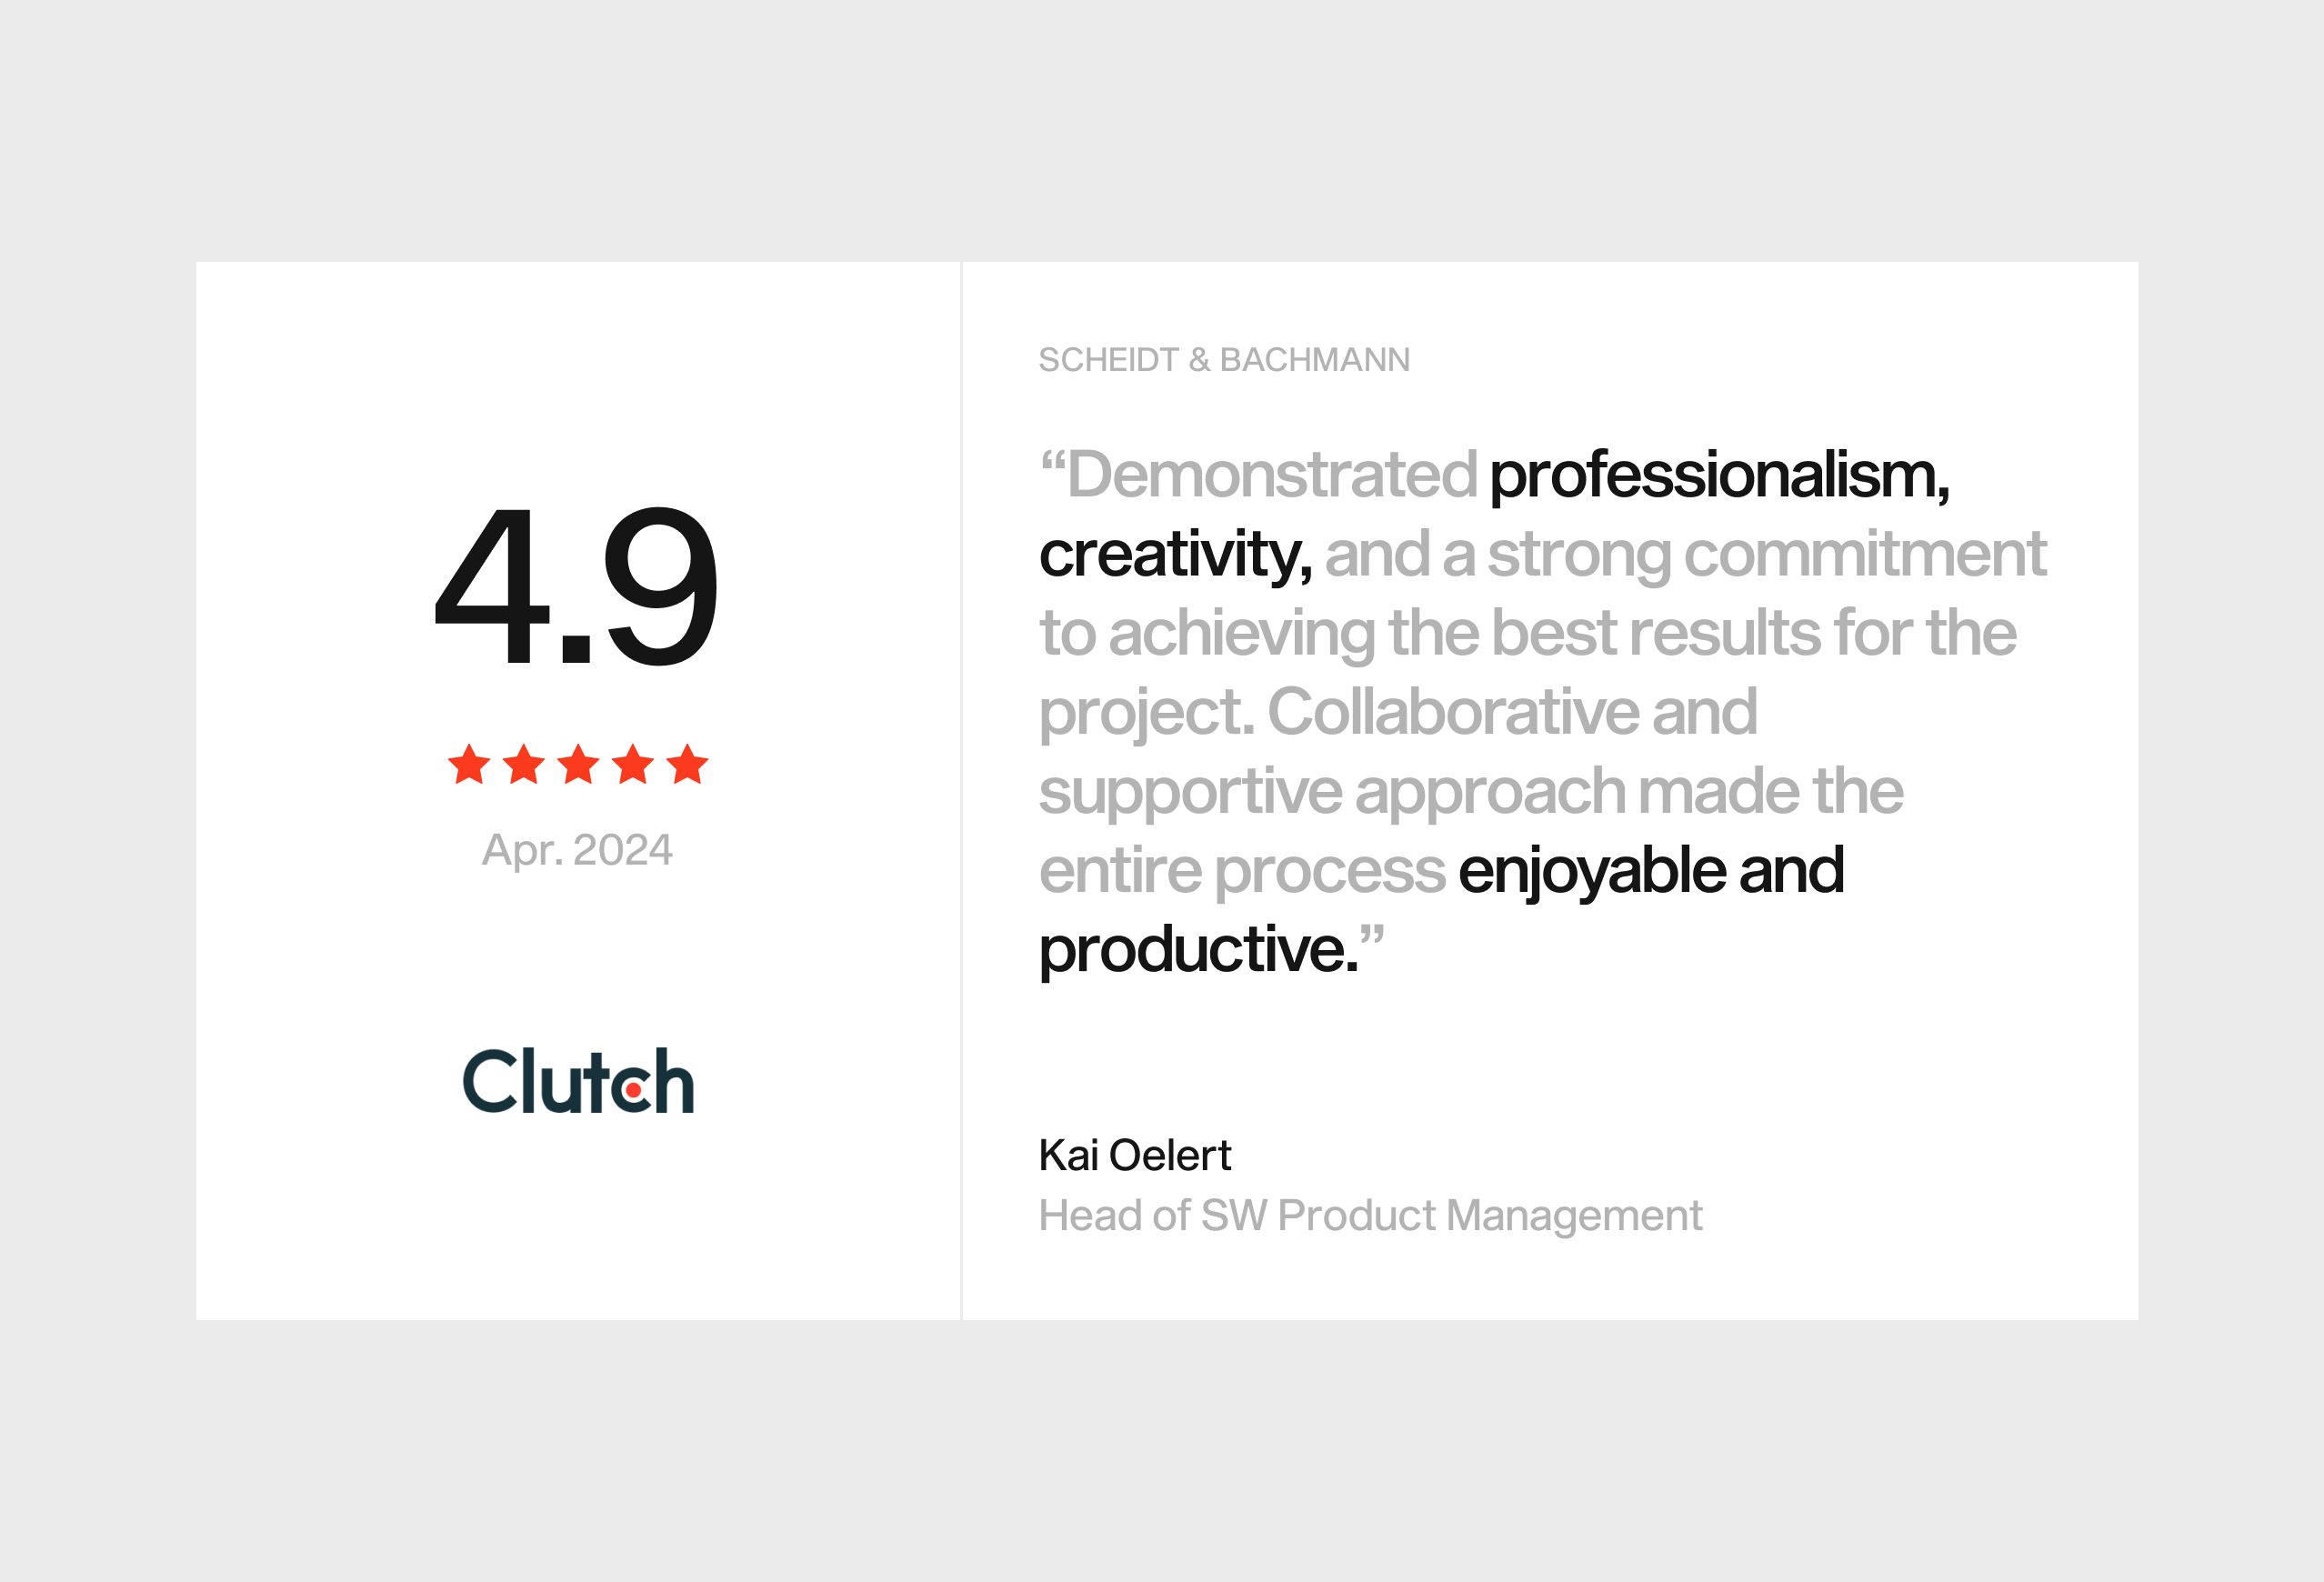 4.9
Apr. 2024
Clutch
SCHEIDT & BACHMANN
“Demonstrated professionalism,
creativity, and a strong commitment
to achieving the best results for the
project. Collaborative and
supportive approach made the
entire process enjoyable and
productive.”
Kai Oelert
Head of SW Product Management